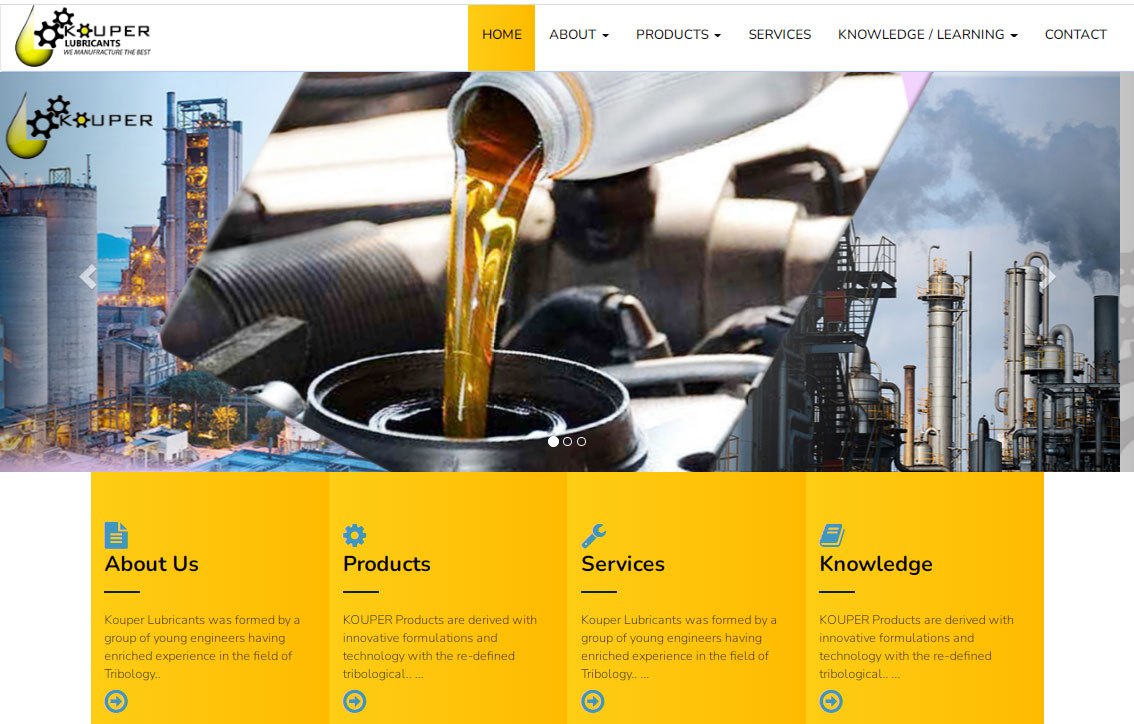 KOUPER
LUBRICANTS
WE MANUFRACTURE THE BEST
HOME ABOUT PRODUCTS SERVICES KNOWLEDGE / LEARNING CONTACT
KOUPER
About Us
Kouper Lubricants was formed by a
group of young engineers having
enriched experience in the field of
Tribology..
Products
KOUPER Products are derived with
innovative formulations and
technology with the re-defined
tribological.. ...
Services
Kouper Lubricants was formed by a
group of young engineers having
enriched experience in the field of
Tribology.. ...
Knowledge
KOUPER Products are derived with
innovative formulations and
technology with the re-defined
tribological.. ...